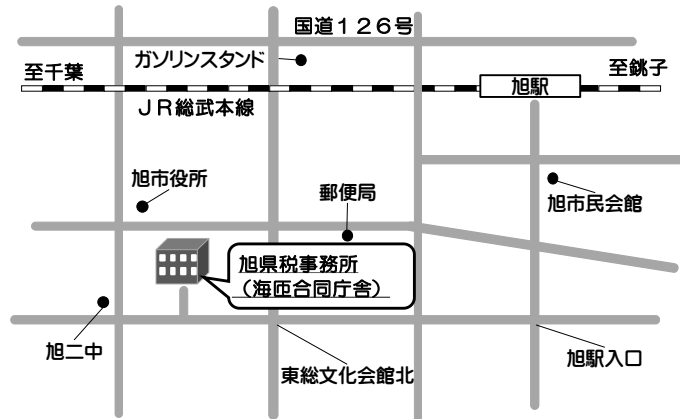 国道１２６号
ガソリンスタンド
至千葉
至銚子
旭駅
ＪＲ総武本線
旭市役所
郵便局
旭市民会館
旭県税事務所
（海匝合同庁舎）
旭二中
東総文化会館北
旭駅入口